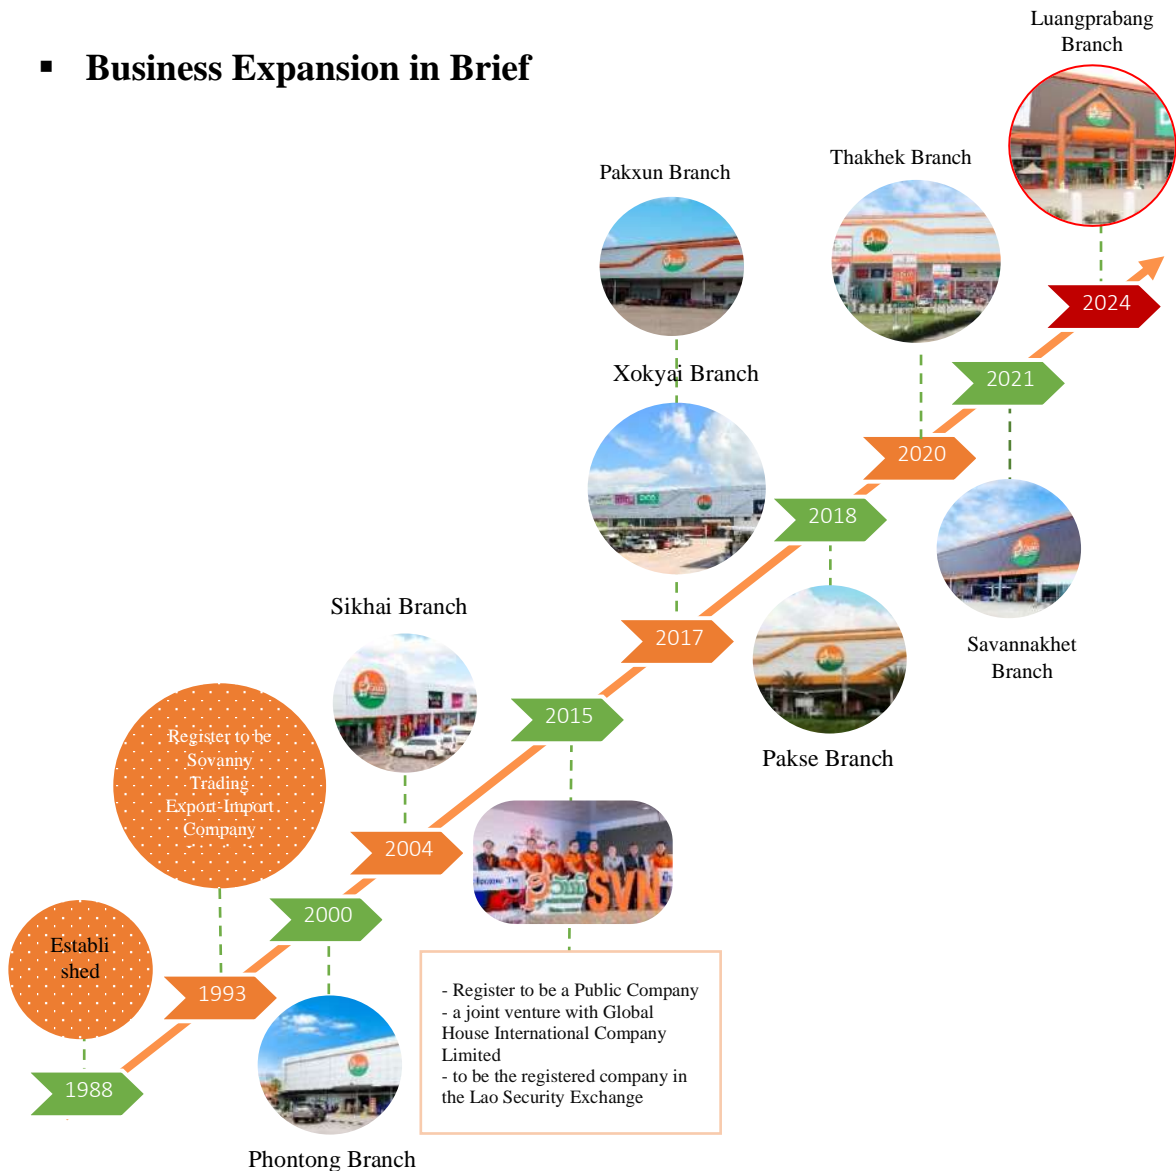 ▪ Business Expansion in Brief
Luangprabang
Branch
Thakhek Branch
Pakxun Branch
2024
Xokyai Branch
2021
2020
2018
Sikhai Branch
2017
Savannakhet
Branch
2015
Pakse Branch
Register to be
Sovanny
Trading
Export-Import
Company
2004
SVN
2000
Establi
shed
1993
- Register to be a Public Company
- a joint venture with Global
House International Company
Limited
- to be the registered company in
the Lao Security Exchange
1988
Phontong Branch